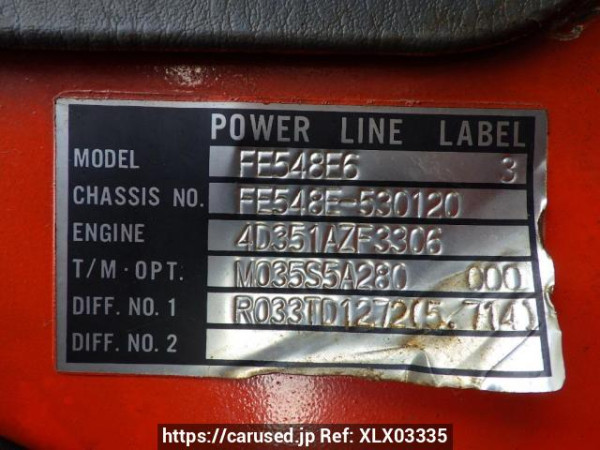 POWER LINE LABEL
MODEL FE548E6 3
CHASSIS NO. FE548E-530120
ENGINE 4D351AZF3306
T/M·OPT. M035S5A280 000
DIFF. NO. 1 R033TD1272(5.714)
DIFF. NO. 2
https://carused.jp Ref: XLX03335